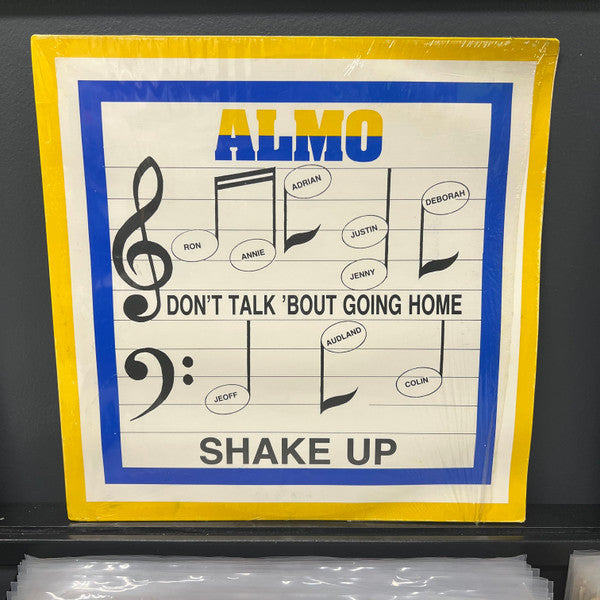 ALMO
ADRIAN
DEBORAH
RON
ANNIE
JUSTIN
JENNY
DON'T TALK 'BOUT GOING HOME
AUDLAND
JEOFF
COLIN
SHAKE UP